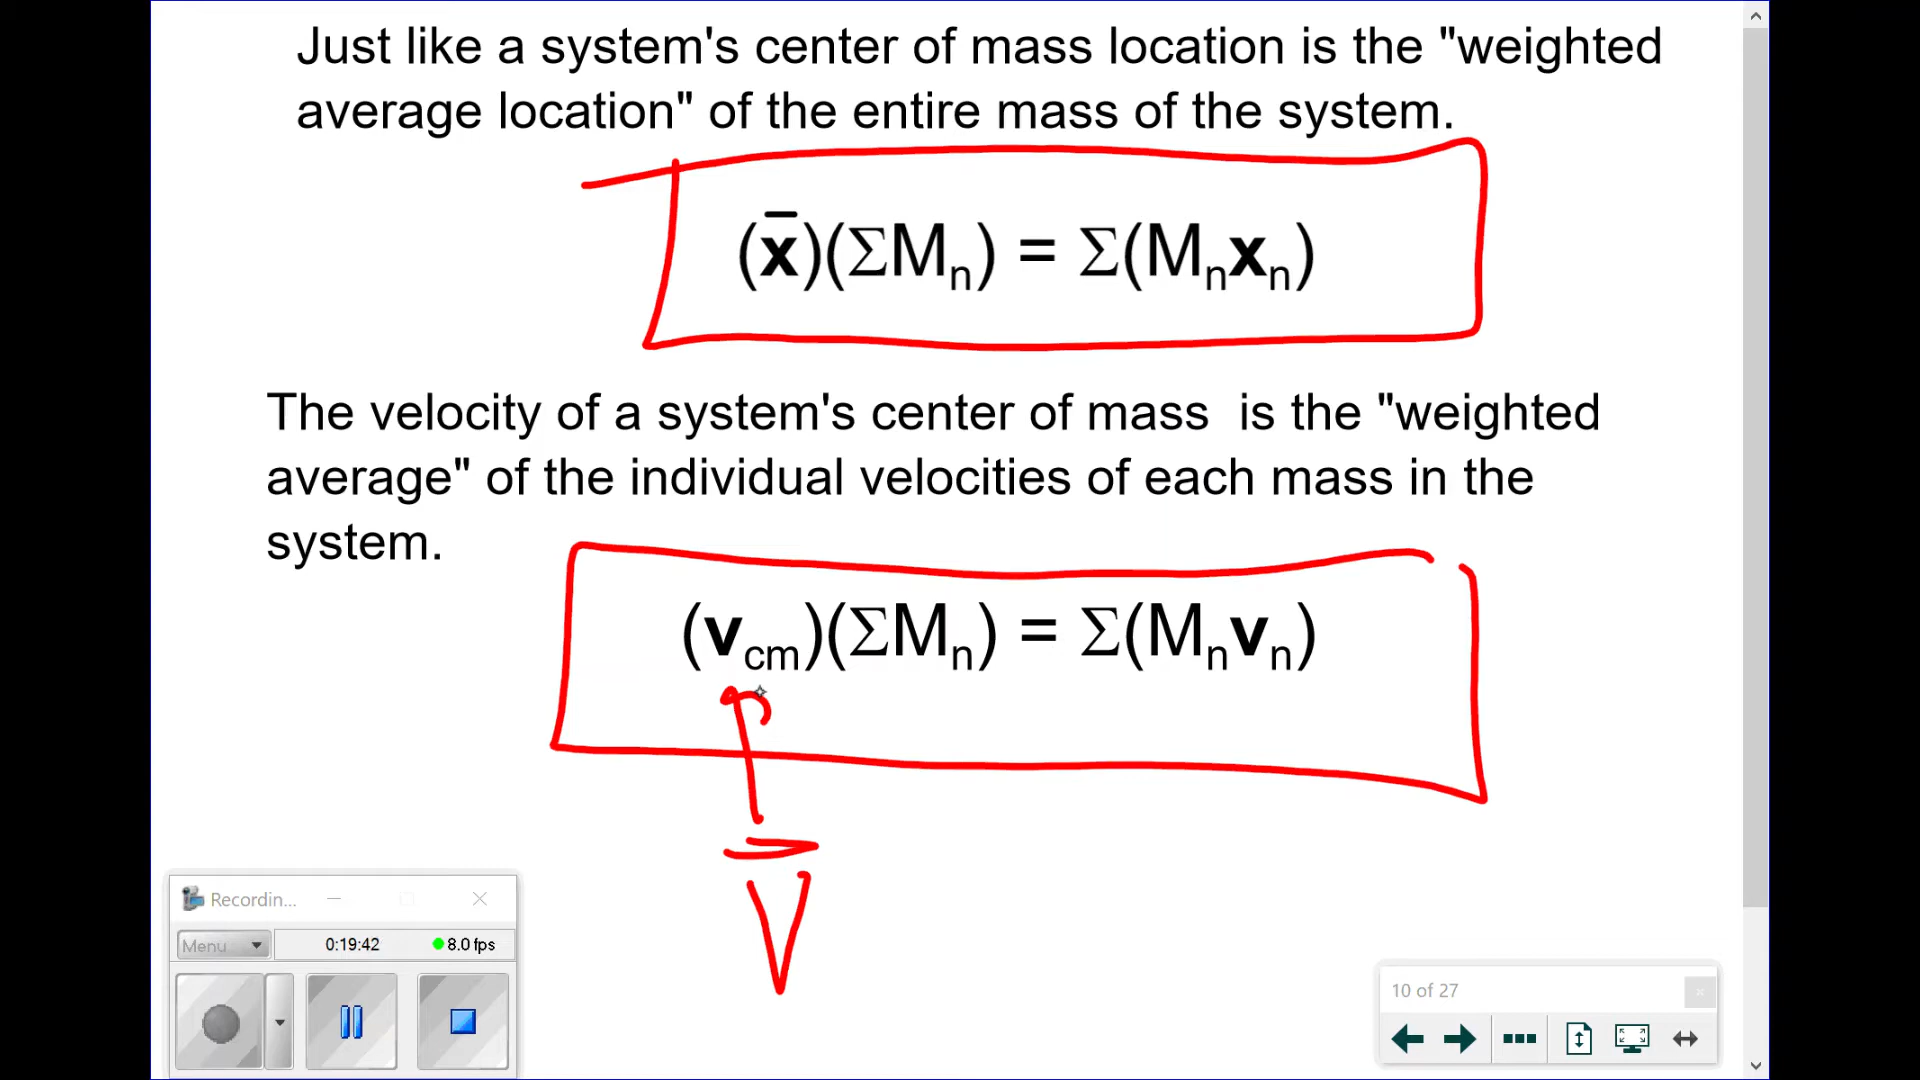 Just like a system's center of mass location is the "weighted
average location" of the entire mass of the system.
(x̄)(ΣMₙ) = Σ(Mₙxₙ)
The velocity of a system's center of mass  is the "weighted
average" of the individual velocities of each mass in the
system.
(v_cm)(ΣMₙ) = Σ(Mₙvₙ)
V̄
Recordin...
Menu 0:19:42 8.0 fps
10 of 27